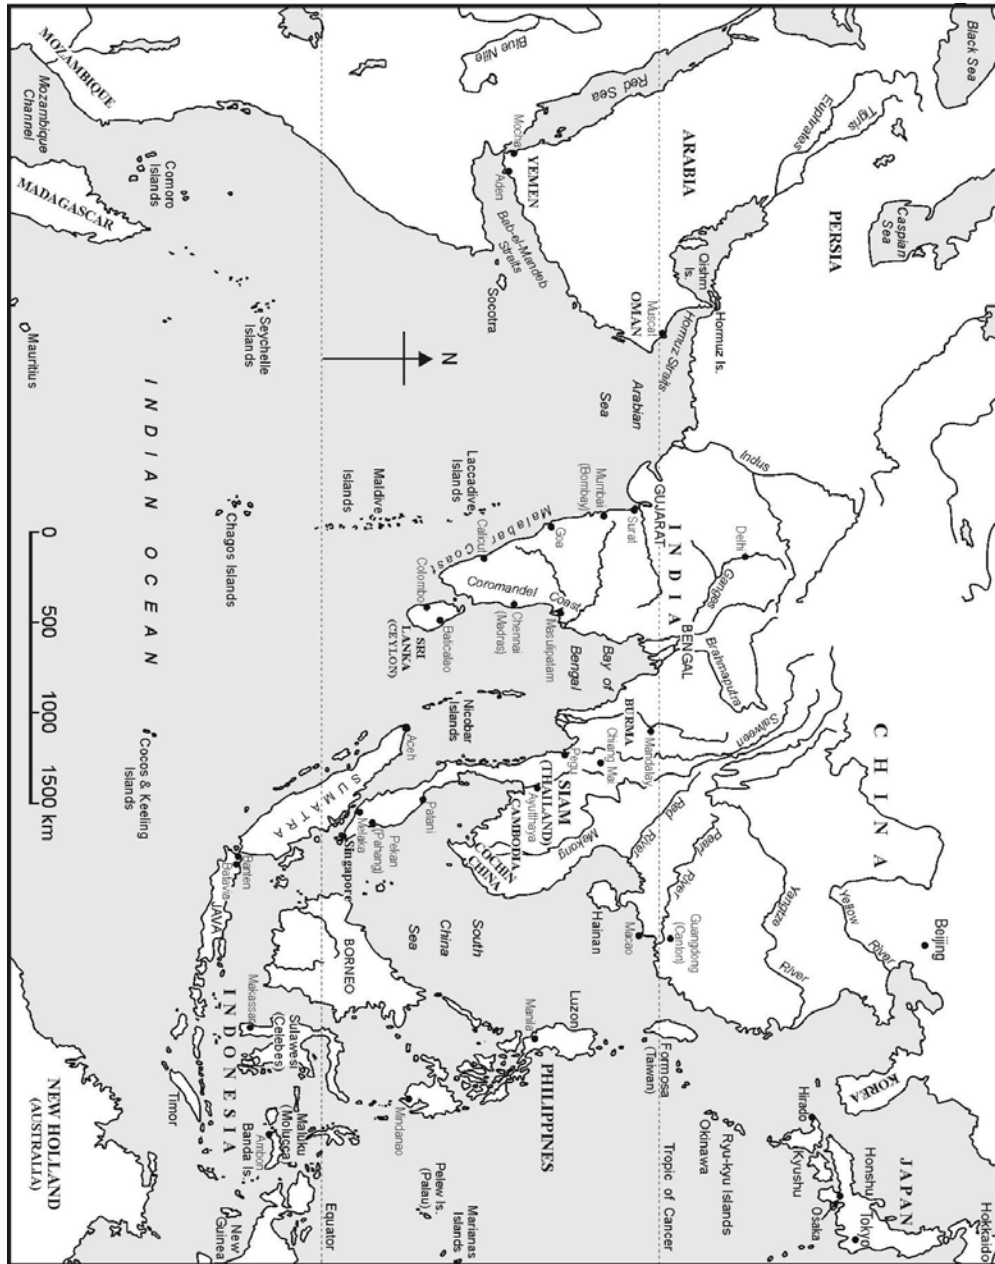 Black Sea
Caspian
Sea
Tigris
Euphrates
PERSIA
ARABIA
Red Sea
Blue Nile
Mocha
Aden
YEMEN
Bab-el-Mandeb
Straits
Socotra
Qishm
Is.
Hormuz Is.
Hormuz Straits
Muscat
OMAN
Arabian
Sea
MOZAMBIQUE
Mozambique
Channel
Comoro
Islands
MADAGASCAR
Mauritius
Seychelle
Islands
N
INDIAN OCEAN
Chagos Islands
Maldive
Islands
Laccadive
Islands
Indus
GUJARAT
INDIA
Delhi
Ganges
BENGAL
Brahmaputra
Surat
Mumbai
(Bombay)
Goa
Malabar Coast
Calicut
Coromandel Coast
Masulipatam
Chennai
(Madras)
Colombo
Baticalao
SRI
LANKA
(CEYLON)
Bay of
Bengal
Nicobar
Islands
CHINA
Beijing
Yellow River
Yangtze River
Pearl River
Red River
Salween
Mekong
Guangdong
(Canton)
Macao
Hainan
BURMA
Mandalay
Chiang Mai
Pegu
SIAM
(THAILAND)
Ayutthaya
CAMBODIA
COCHIN
CHINA
Patani
Pekan
(Pahang)
Melaka
Singapore
Aceh
SUMATRA
Banten
Batavia
JAVA
South
China
Sea
BORNEO
INDONESIA
Makassar
Sulawesi
(Celebes)
Maluku
(Molucca)
Ambon
Banda Is.
Timor
New
Guinea
NEW HOLLAND
(AUSTRALIA)
Cocos & Keeling
Islands
Luzon
Manila
PHILIPPINES
Mindanao
Pelew Is.
(Palau)
Marianas
Islands
Formosa
(Taiwan)
Ryu-kyu Islands
Okinawa
KOREA
JAPAN
Hirado
Kyushu
Honshu
Osaka
Tokyo
Hokkaido
Tropic of Cancer
Equator
0 500 1000 1500 km